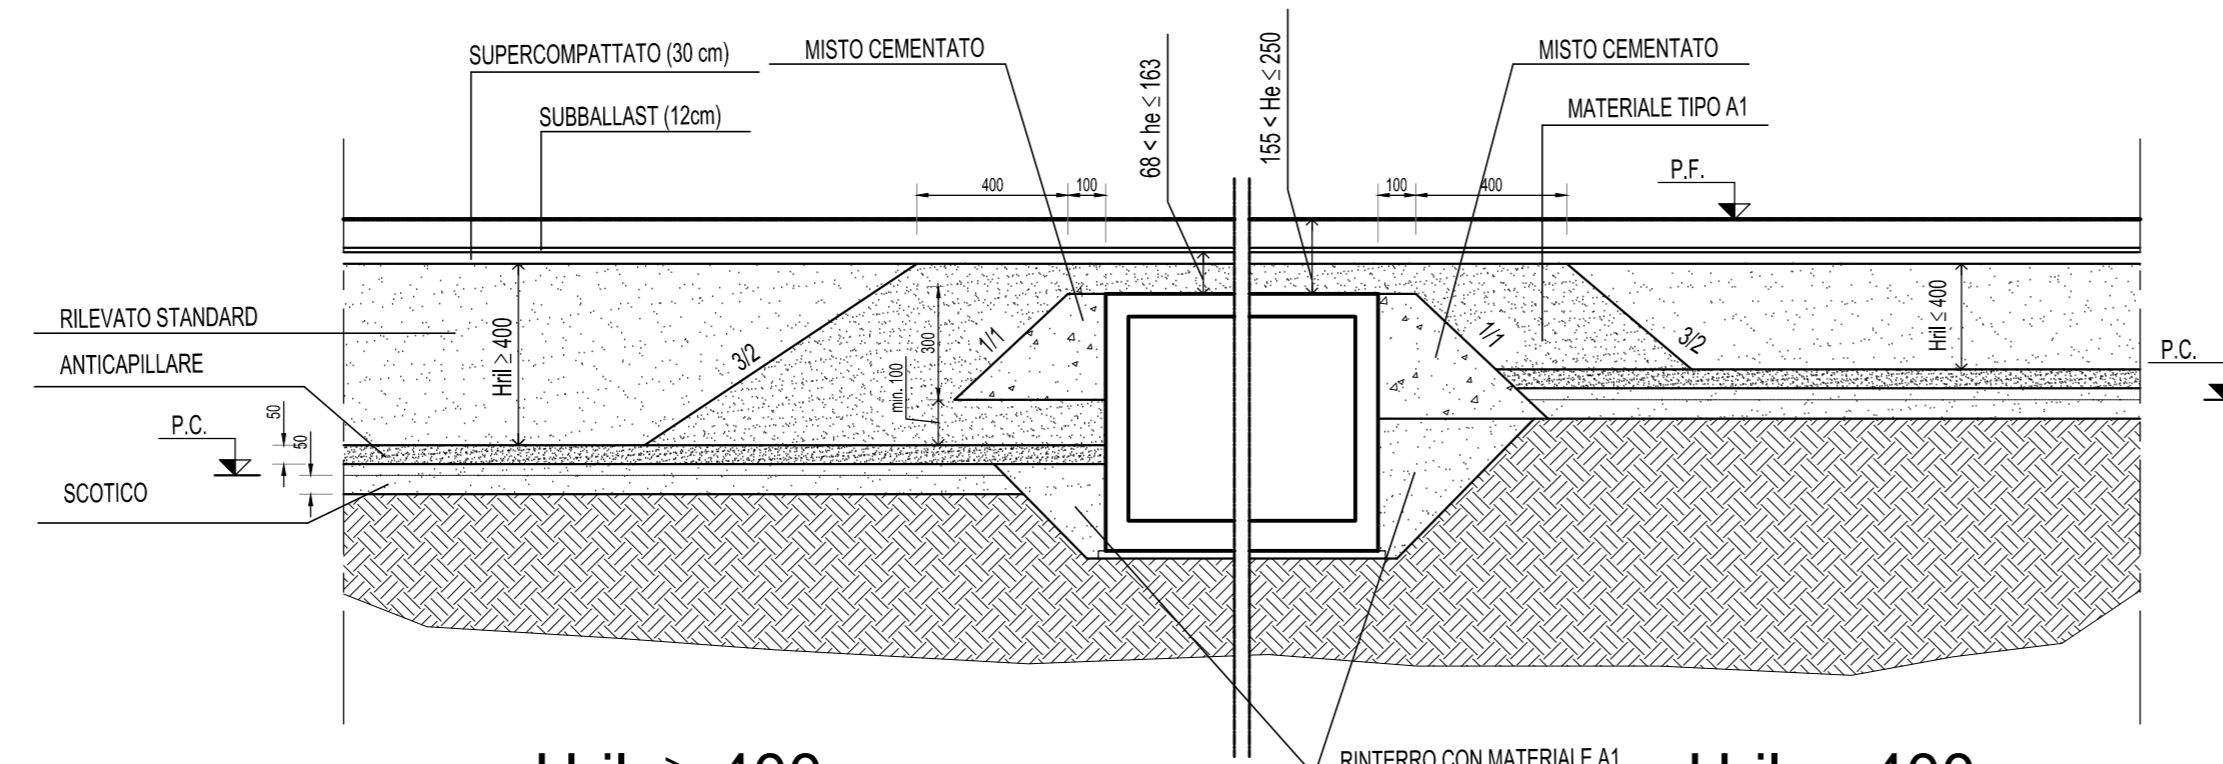 SUPERCOMPATTATO (30 cm)
MISTO CEMENTATO
SUBBALLAST (12cm)
68 < he ≤ 163
155 < He ≤ 250
MISTO CEMENTATO
MATERIALE TIPO A1
P.F.
400
100
100
400
RILEVATO STANDARD
ANTICAPILLARE
P.C.
SCOTICO
50
50
Hril ≥ 400
3/2
min. 100
300
1/1
1/1
3/2
Hril ≤ 400
P.C.
RINTERRO CON MATERIALE A1
Hril ≥ 400